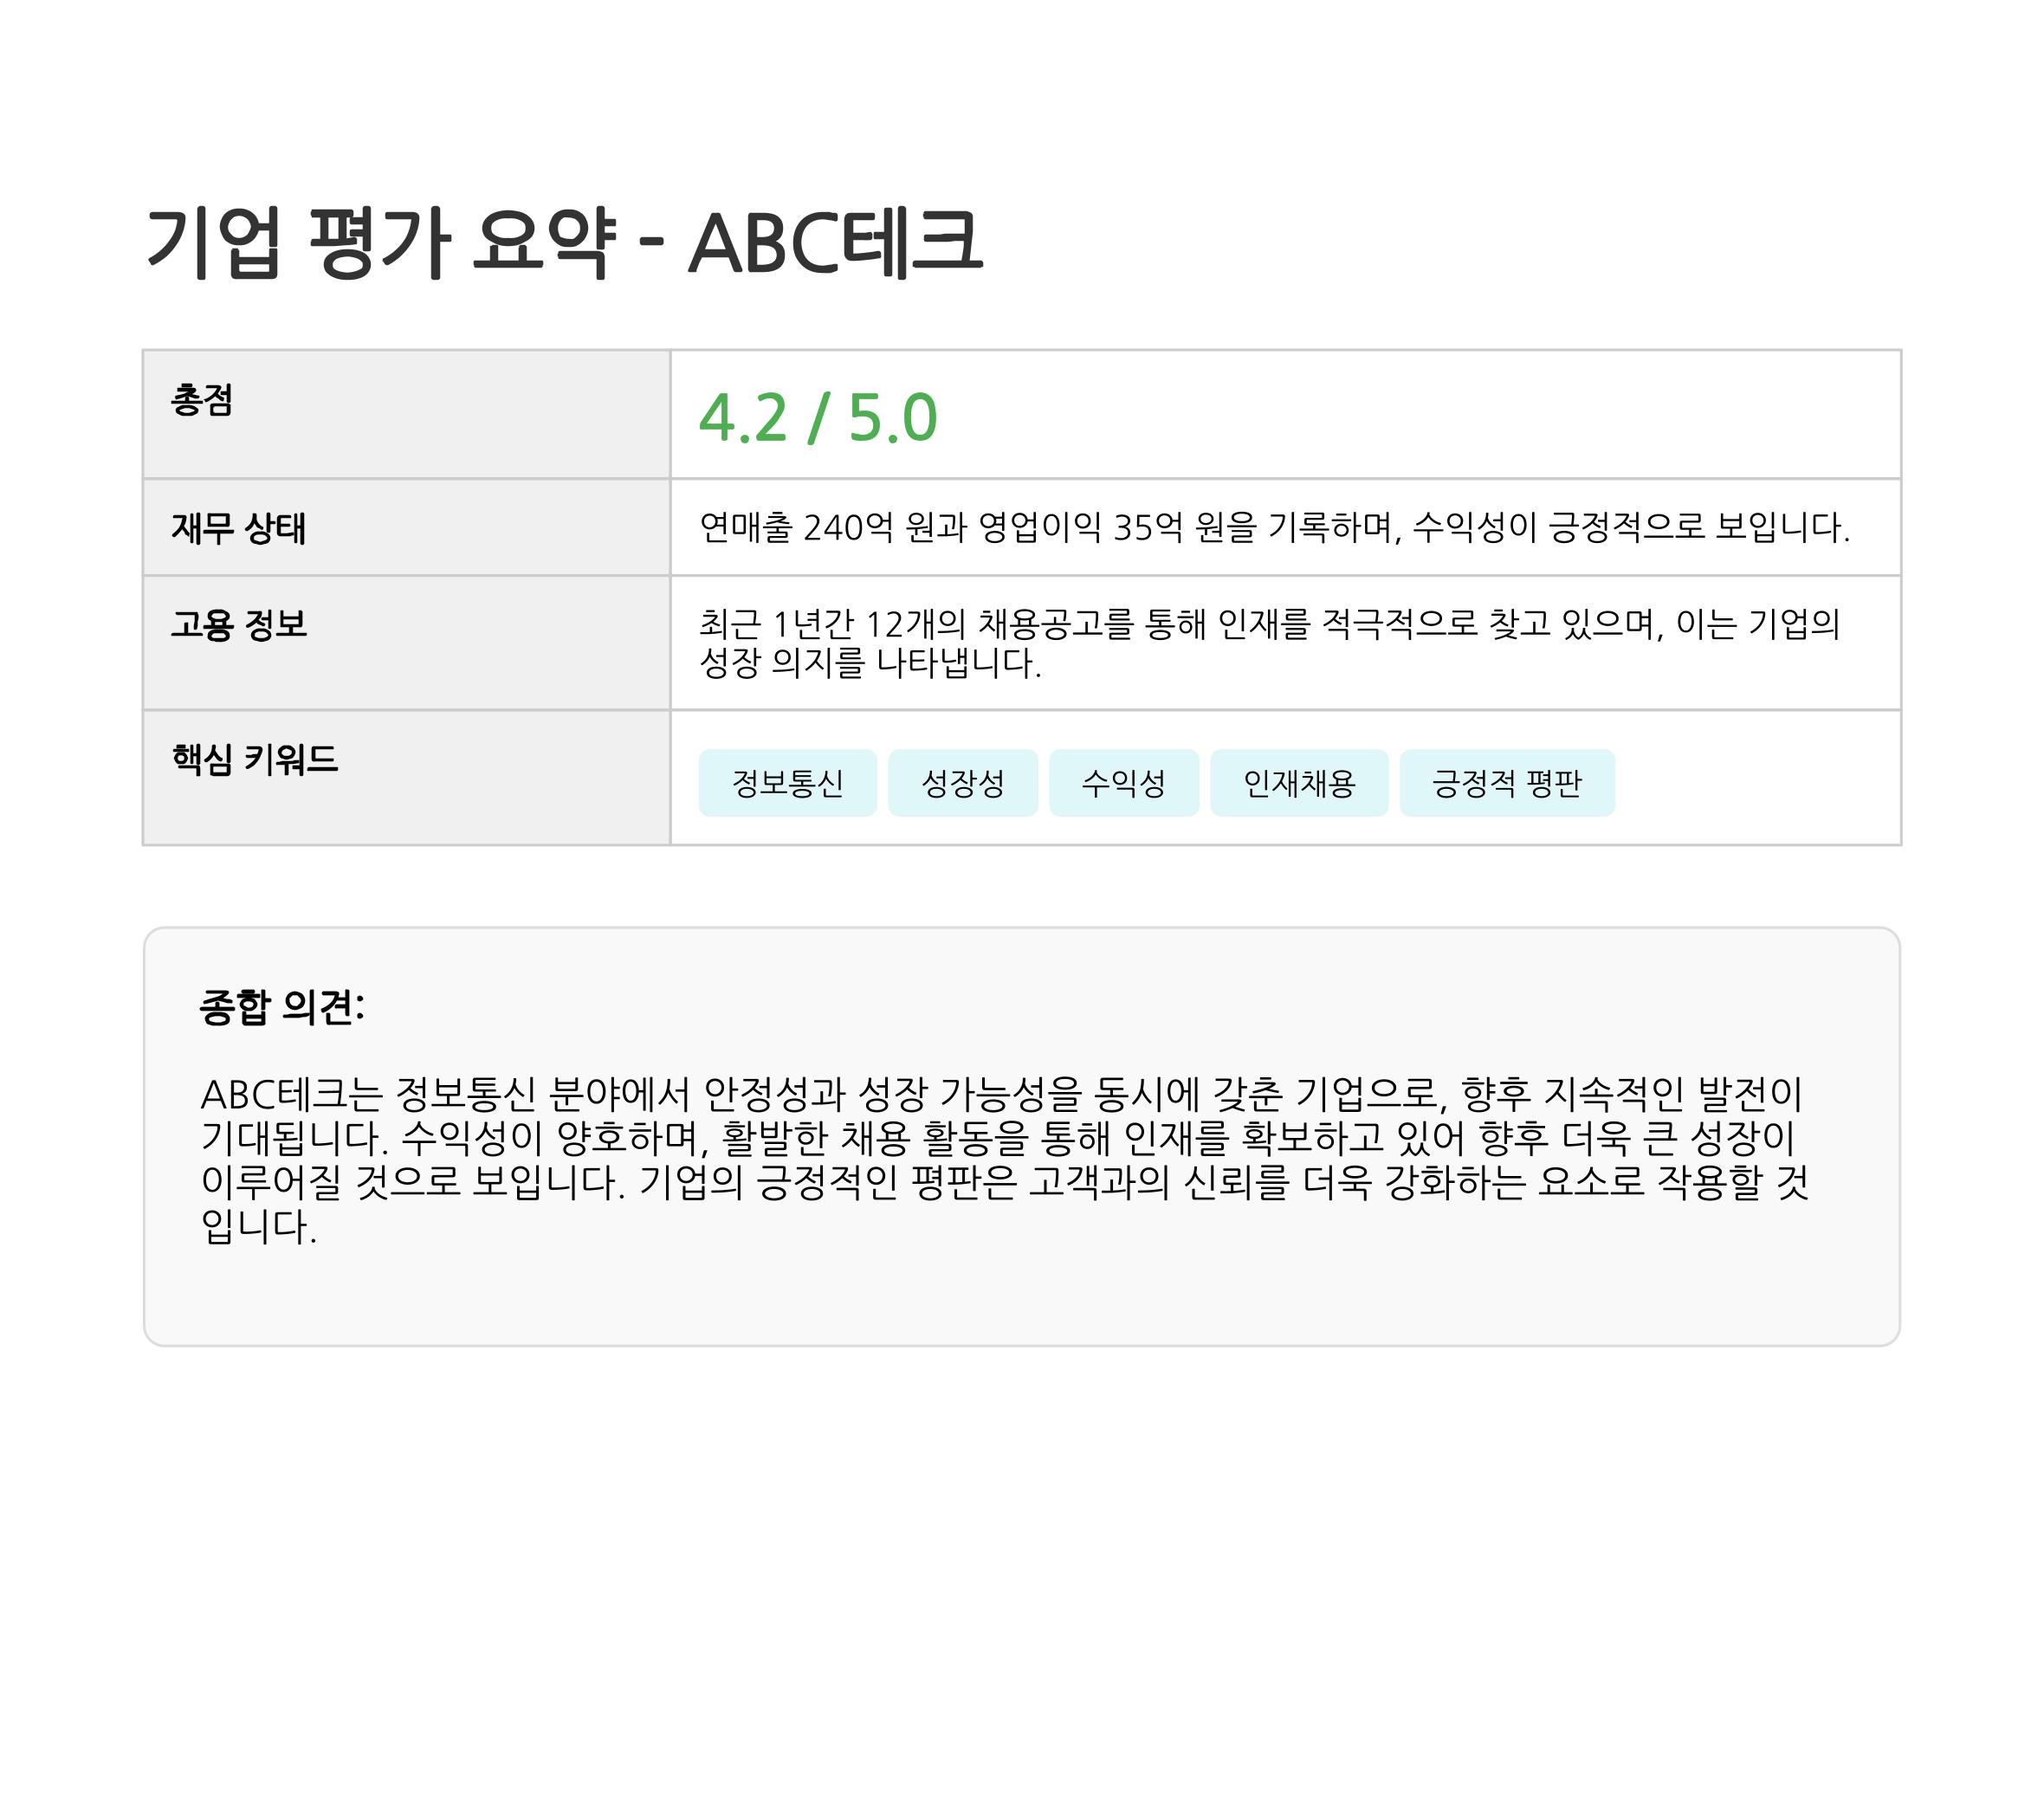 기업 평가 요약 - ABC테크
총점
4.2 / 5.0
재무 상태
연매출 240억 원과 영업이익 35억 원을 기록하며, 수익성이 긍정적으로 보입니다.
고용 정보
최근 1년간 12개의 채용공고를 통해 인재를 적극적으로 찾고 있으며, 이는 기업의
성장 의지를 나타냅니다.
핵심 키워드
정보통신 성장성 수익성 인재채용 긍정적 평판
종합 의견:
ABC테크는 정보통신 분야에서 안정성과 성장 가능성을 동시에 갖춘 기업으로, 향후 지속적인 발전이
기대됩니다. 수익성이 양호하며, 활발한 채용 활동을 통해 인재를 확보하고 있어 향후 더욱 큰 성장이
이루어질 것으로 보입니다. 기업의 긍정적인 평판은 고객과의 신뢰를 더욱 강화하는 요소로 작용할 것
입니다.